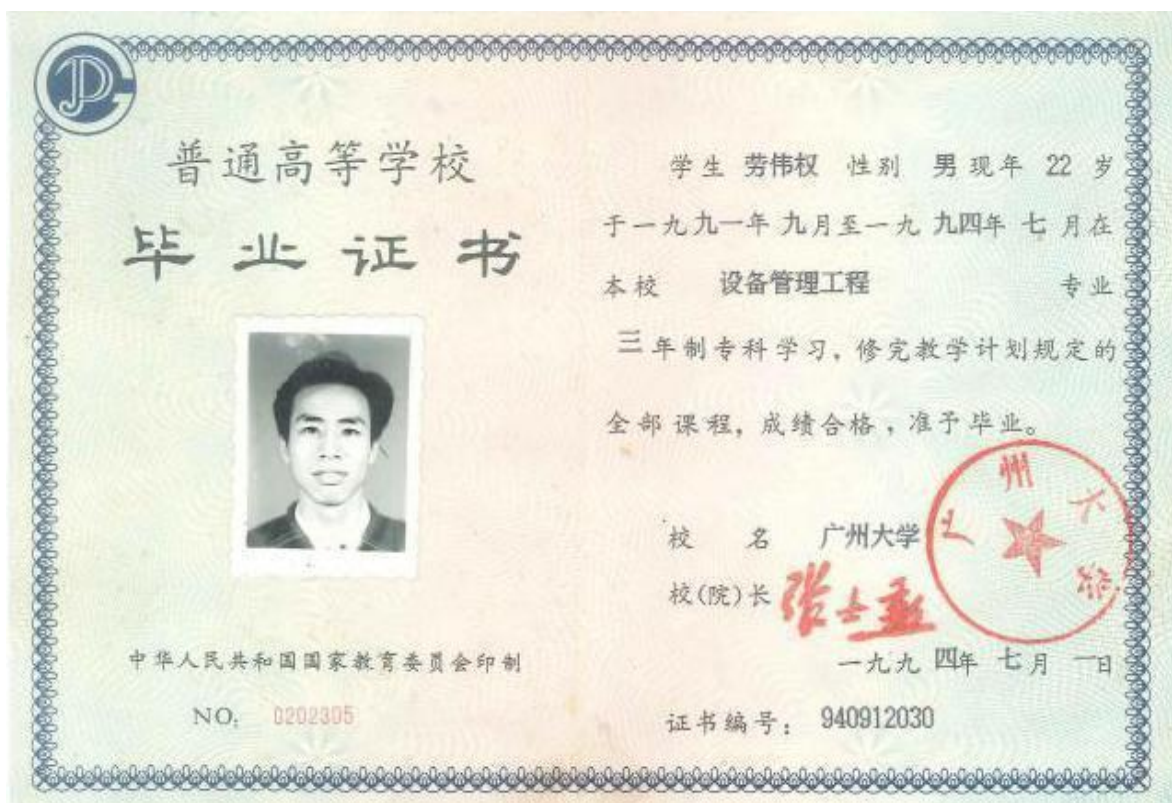 普通高等学校
毕业证书
中华人民共和国国家教育委员会印制
NO: 0202305
学生 劳伟权 性别 男 现年 22 岁
于一九九一年 九月至一九 九四年 七 月在
本校 设备管理工程 专业
三年制专科学习，修完教学计划规定的
全部课程，成绩合格，准予毕业。
校 名 广州大学
校(院)长
一九九 四年 七月 一日
证书编号： 940912030